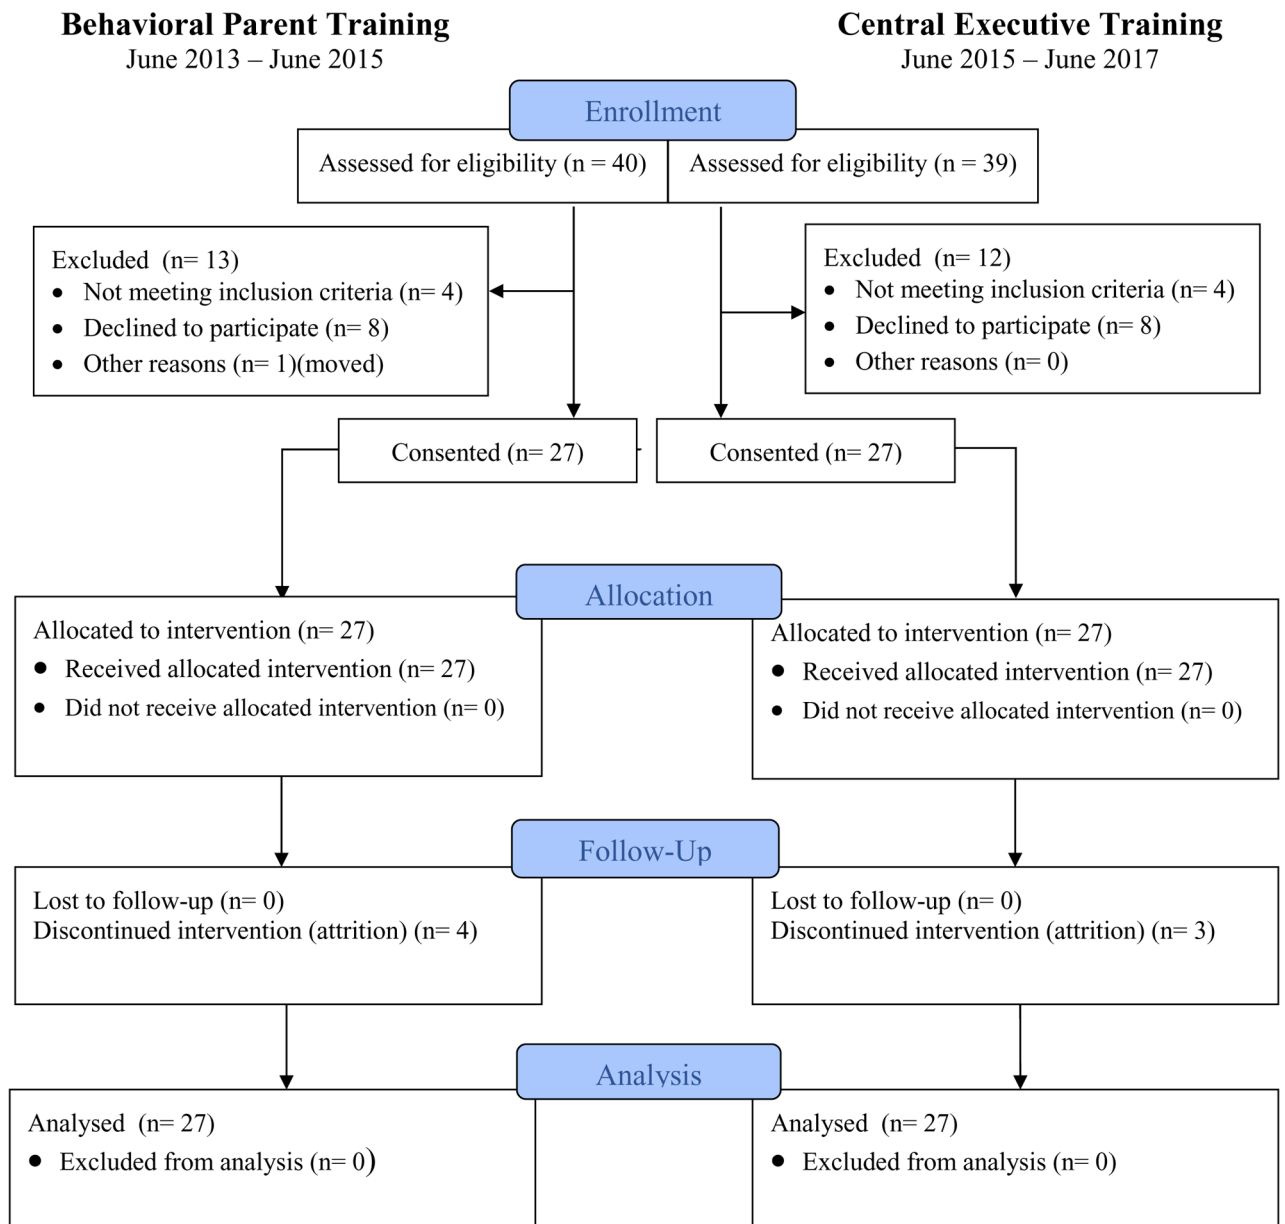 Behavioral Parent Training
June 2013 – June 2015
Central Executive Training
June 2015 – June 2017
Enrollment
Assessed for eligibility (n = 40)
Assessed for eligibility (n = 39)
Excluded (n= 13)
• Not meeting inclusion criteria (n= 4)
• Declined to participate (n= 8)
• Other reasons (n= 1)(moved)
Excluded (n= 12)
• Not meeting inclusion criteria (n= 4)
• Declined to participate (n= 8)
• Other reasons (n= 0)
Consented (n= 27)
Consented (n= 27)
Allocation
Allocated to intervention (n= 27)
• Received allocated intervention (n= 27)
• Did not receive allocated intervention (n= 0)
Allocated to intervention (n= 27)
• Received allocated intervention (n= 27)
• Did not receive allocated intervention (n= 0)
Follow-Up
Lost to follow-up (n= 0)
Discontinued intervention (attrition) (n= 4)
Lost to follow-up (n= 0)
Discontinued intervention (attrition) (n= 3)
Analysis
Analysed (n= 27)
• Excluded from analysis (n= 0)
Analysed (n= 27)
• Excluded from analysis (n= 0)